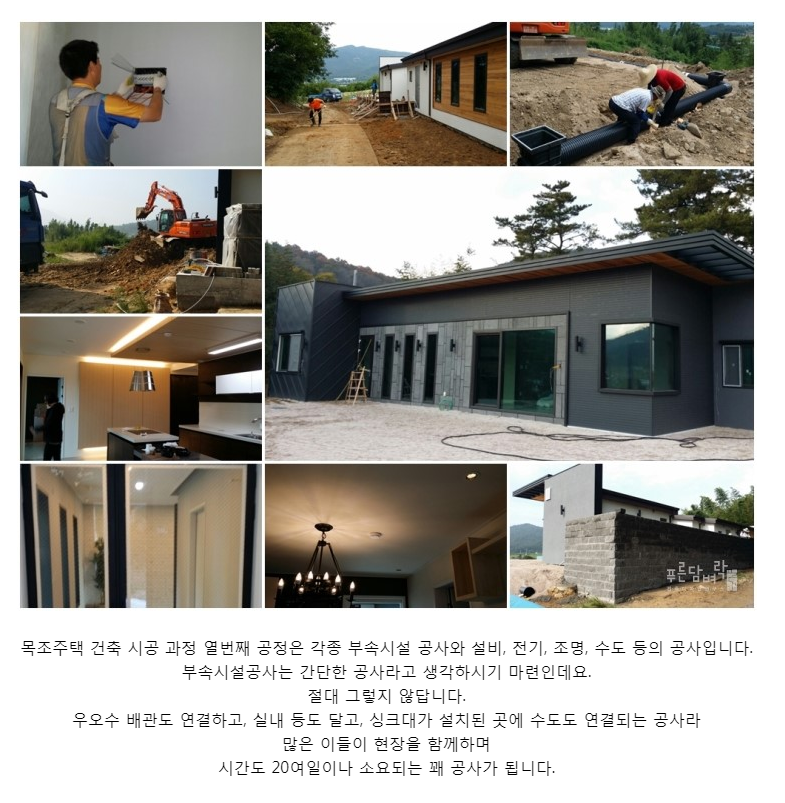 푸른담벼락
목조주택 건축 시공 과정 열번째 공정은 각종 부속시설 공사와 설비, 전기, 조명, 수도 등의 공사입니다.
부속시설공사는 간단한 공사라고 생각하시기 마련인데요.
절대 그렇지 않답니다.
우오수 배관도 연결하고, 실내 등도 달고, 싱크대가 설치된 곳에 수도도 연결되는 공사라
많은 이들이 현장을 함께하며
시간도 20여일이나 소요되는 꽤 공사가 됩니다.